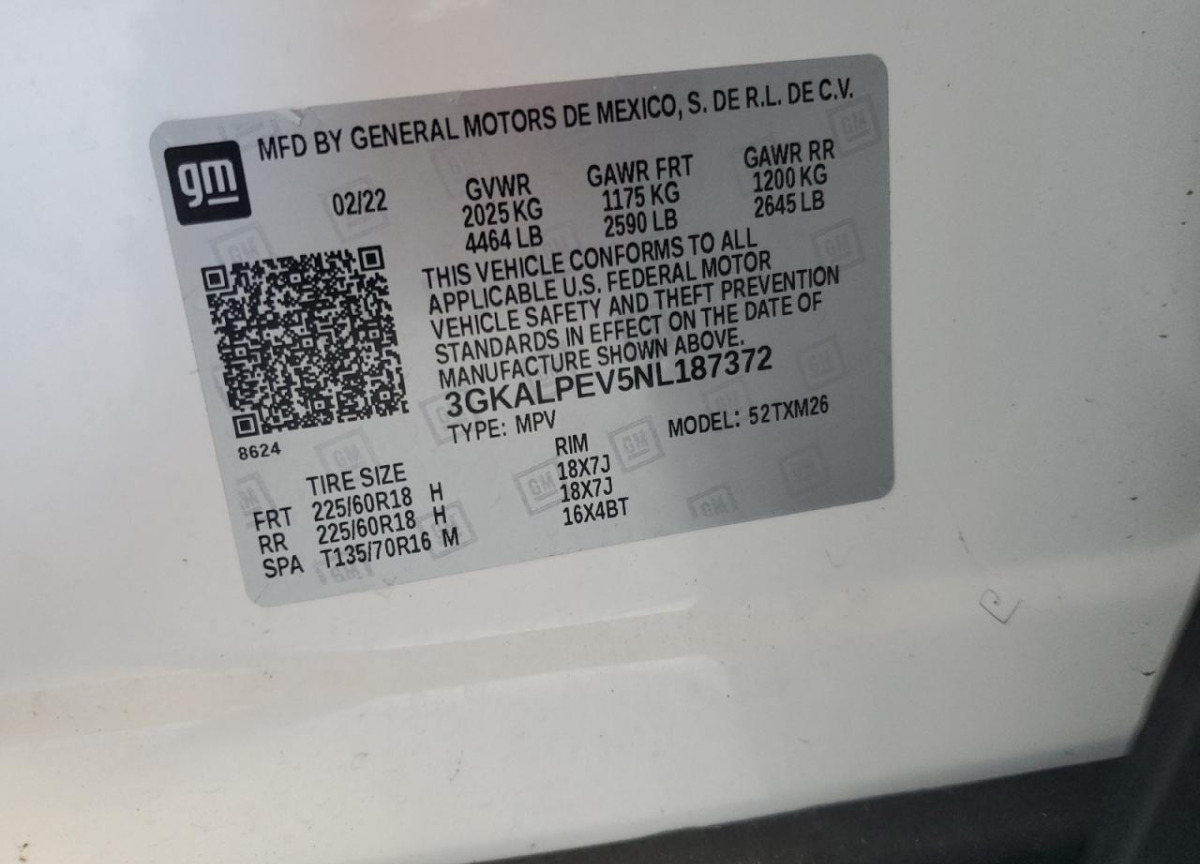 MFD BY GENERAL MOTORS DE MEXICO, S. DE R.L. DE C.V.
gm
02/22
GVWR GAWR FRT GAWR RR
2025 KG 1175 KG 1200 KG
4464 LB 2590 LB 2645 LB
THIS VEHICLE CONFORMS TO ALL
APPLICABLE U.S. FEDERAL MOTOR
VEHICLE SAFETY AND THEFT PREVENTION
STANDARDS IN EFFECT ON THE DATE OF
MANUFACTURE SHOWN ABOVE.
3GKALPEV5NL187372
TYPE: MPV MODEL: 52TXM26
8624
TIRE SIZE RIM
FRT 225/60R18 H 18X7J
RR 225/60R18 H 18X7J
SPA T135/70R16 M 16X4BT